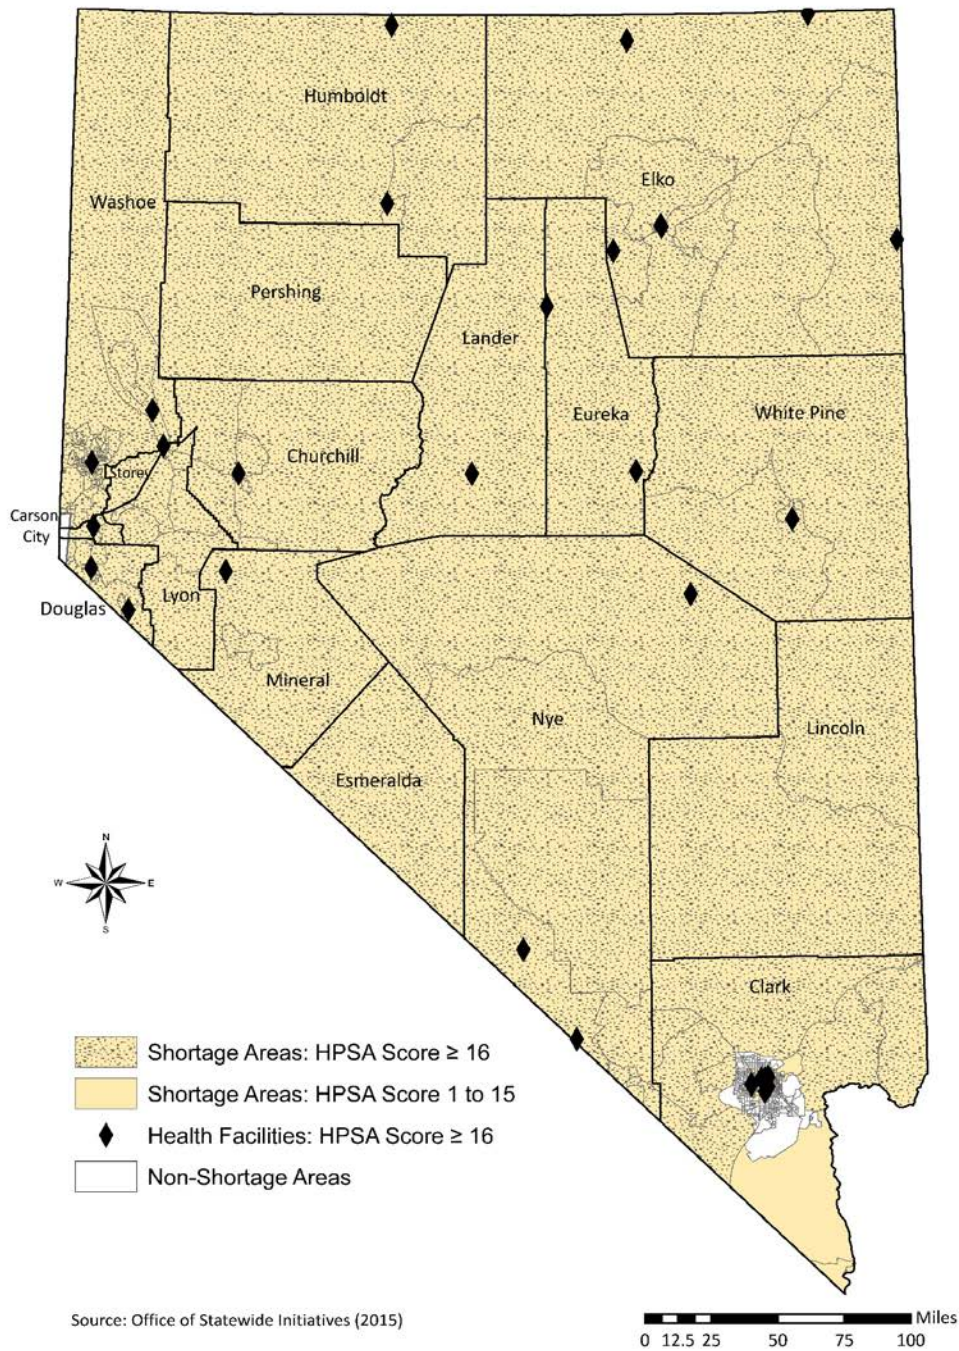 Humboldt
Elko
Washoe
Pershing
Lander
Eureka
White Pine
Churchill
Storey
Carson
City
Lyon
Douglas
Mineral
Nye
Lincoln
Esmeralda
N
W E
S
Clark
Shortage Areas: HPSA Score ≥ 16
Shortage Areas: HPSA Score 1 to 15
Health Facilities: HPSA Score ≥ 16
Non-Shortage Areas
Source: Office of Statewide Initiatives (2015)
Miles
0 12.5 25 50 75 100